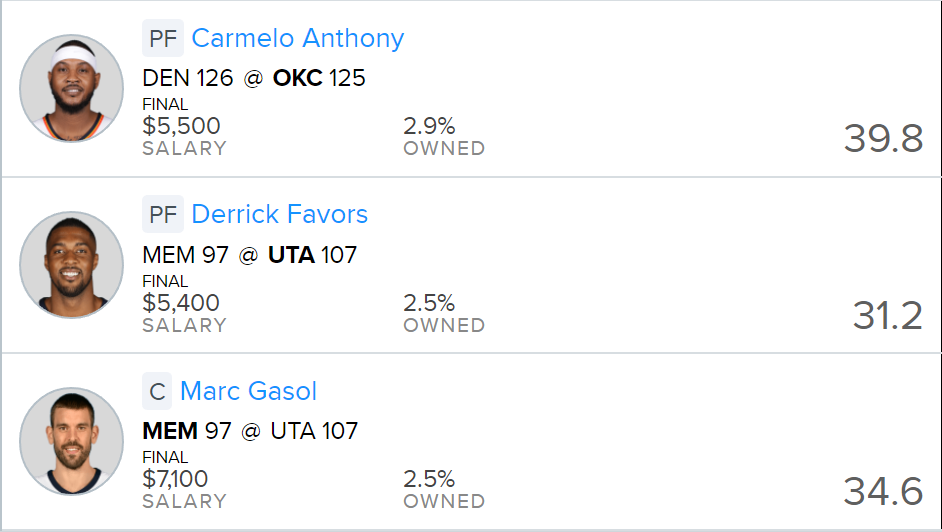 PF Carmelo Anthony
DEN 126 @ OKC 125
FINAL
$5,500 2.9%
SALARY OWNED
39.8
PF Derrick Favors
MEM 97 @ UTA 107
FINAL
$5,400 2.5%
SALARY OWNED
31.2
C Marc Gasol
MEM 97 @ UTA 107
FINAL
$7,100 2.5%
SALARY OWNED
34.6